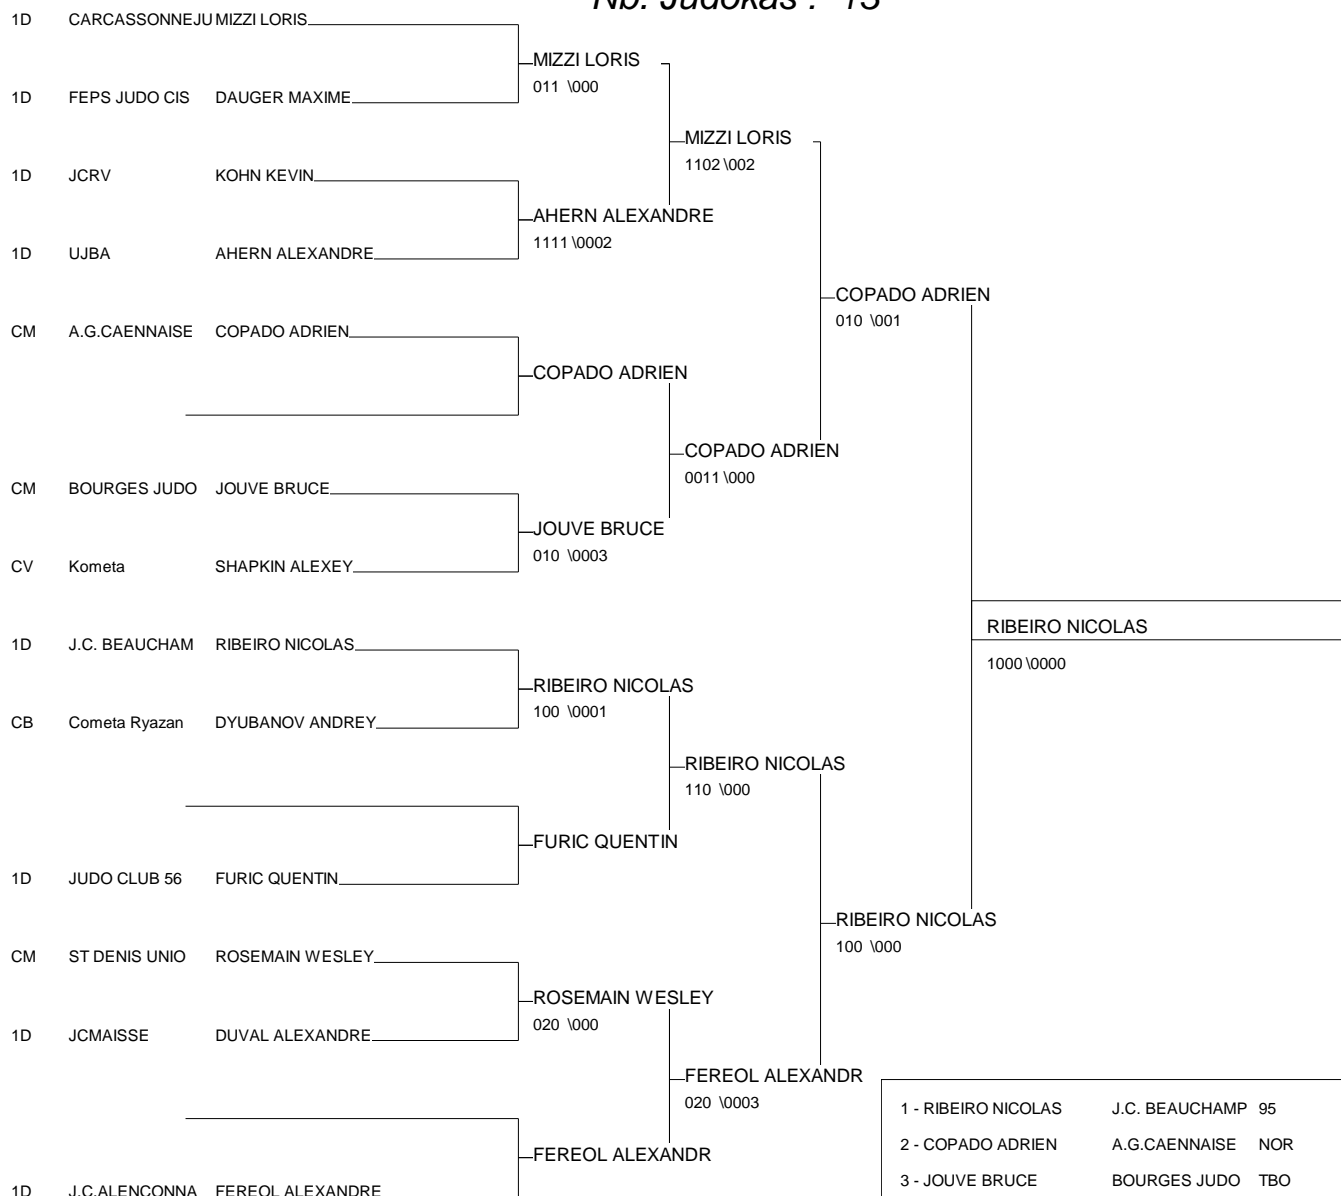 Nb. Judokas : 13
1D CARCASSONNEJU MIZZI LORIS
MIZZI LORIS
011 \000
1D FEPS JUDO CIS DAUGER MAXIME
MIZZI LORIS
1102 \002
1D JCRV KOHN KEVIN
AHERN ALEXANDRE
1111 \0002
1D UJBA AHERN ALEXANDRE
COPADO ADRIEN
010 \001
CM A.G.CAENNAISE COPADO ADRIEN
COPADO ADRIEN
COPADO ADRIEN
0011 \000
CM BOURGES JUDO JOUVE BRUCE
JOUVE BRUCE
010 \0003
CV Kometa SHAPKIN ALEXEY
RIBEIRO NICOLAS
1000 \0000
1D J.C. BEAUCHAM RIBEIRO NICOLAS
RIBEIRO NICOLAS
100 \0001
CB Cometa Ryazan DYUBANOV ANDREY
RIBEIRO NICOLAS
110 \000
FURIC QUENTIN
1D JUDO CLUB 56 FURIC QUENTIN
RIBEIRO NICOLAS
100 \000
CM ST DENIS UNIO ROSEMAIN WESLEY
ROSEMAIN WESLEY
020 \000
1D JCMAISSE DUVAL ALEXANDRE
FEREOL ALEXANDR
020 \0003
FEREOL ALEXANDR
1D J.C.ALENCONNA FEREOL ALEXANDRE
1 - RIBEIRO NICOLAS J.C. BEAUCHAMP 95
2 - COPADO ADRIEN A.G.CAENNAISE NOR
3 - JOUVE BRUCE BOURGES JUDO TBO